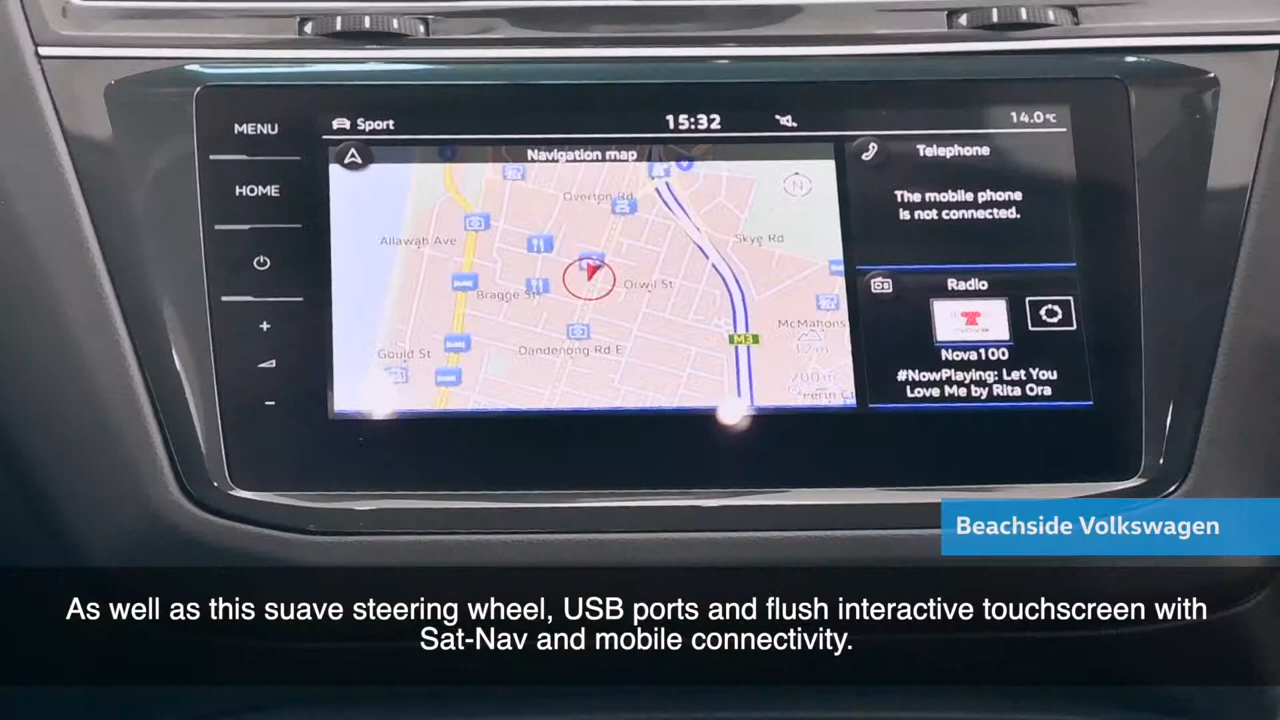 MENU
HOME
Sport
15:32
14.0°C
Navigation map
N
Overton Rd
Allawah Ave
Skye Rd
Bragge St
Orwil St
McMahons
M3
Gould St
Dandenong Rd E
200m
Perth C
Telephone
The mobile phone
is not connected.
Radio
nova
Nova100
#NowPlaying: Let You
Love Me by Rita Ora
Beachside Volkswagen
As well as this suave steering wheel, USB ports and flush interactive touchscreen with
Sat-Nav and mobile connectivity.